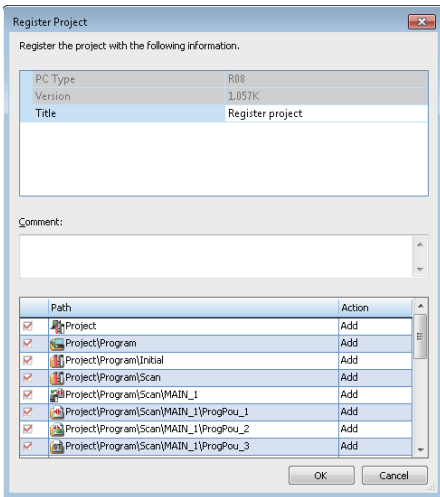 Register Project
Register the project with the following information.
PC Type R08
Version 1.057K
Title Register project
Comment:
Path Action
Project Add
Project\Program Add
Project\Program\Initial Add
Project\Program\Scan Add
Project\Program\Scan\MAIN_1 Add
Project\Program\Scan\MAIN_1\ProgPou_1 Add
Project\Program\Scan\MAIN_1\ProgPou_2 Add
Project\Program\Scan\MAIN_1\ProgPou_3 Add
OK Cancel